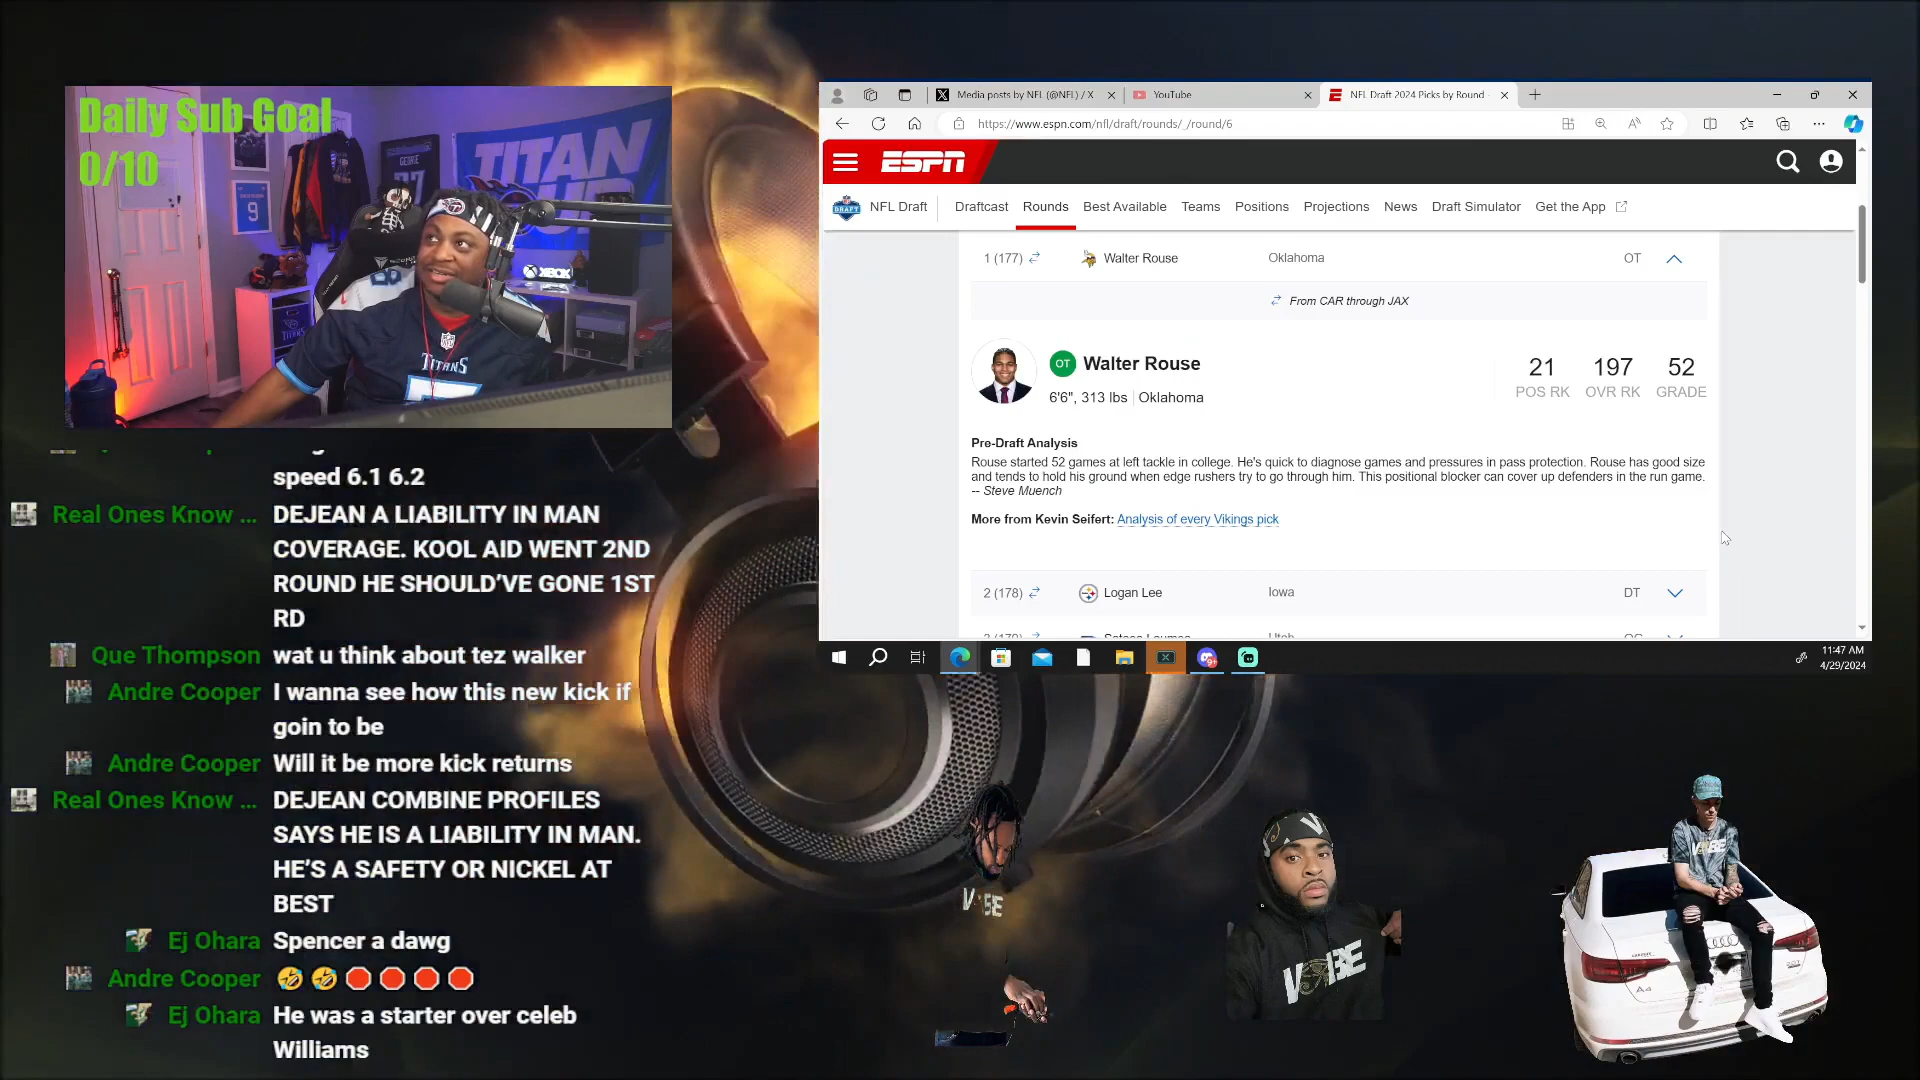 Daily Sub Goal
0/10
GEORGE
TITAN
UP
9
XBOX
TITANS
TITANS
speed 6.1 6.2
Real Ones Know ... DEJEAN A LIABILITY IN MAN
COVERAGE. KOOL AID WENT 2ND
ROUND HE SHOULD'VE GONE 1ST
RD
Que Thompson wat u think about tez walker
Andre Cooper I wanna see how this new kick if
goin to be
Andre Cooper Will it be more kick returns
Real Ones Know ... DEJEAN COMBINE PROFILES
SAYS HE IS A LIABILITY IN MAN.
HE'S A SAFETY OR NICKEL AT
BEST
Ej Ohara Spencer a dawg
Andre Cooper 🤣🤣🛑🛑🛑🛑
Ej Ohara He was a starter over celeb
Williams
Media posts by NFL (@NFL) / X
YouTube
NFL Draft 2024 Picks by Round
https://www.espn.com/nfl/draft/rounds/_/round/6
ESPN
NFL Draft Draftcast Rounds Best Available Teams Positions Projections News Draft Simulator Get the App
1 (177) Walter Rouse Oklahoma OT
From CAR through JAX
OT Walter Rouse
6'6", 313 lbs Oklahoma
21 197 52
POS RK OVR RK GRADE
Pre-Draft Analysis
Rouse started 52 games at left tackle in college. He's quick to diagnose games and pressures in pass protection. Rouse has good size
and tends to hold his ground when edge rushers try to go through him. This positional blocker can cover up defenders in the run game.
-- Steve Muench
More from Kevin Seifert: Analysis of every Vikings pick
2 (178) Logan Lee Iowa DT
11:47 AM
4/29/2024
VIBE
A4